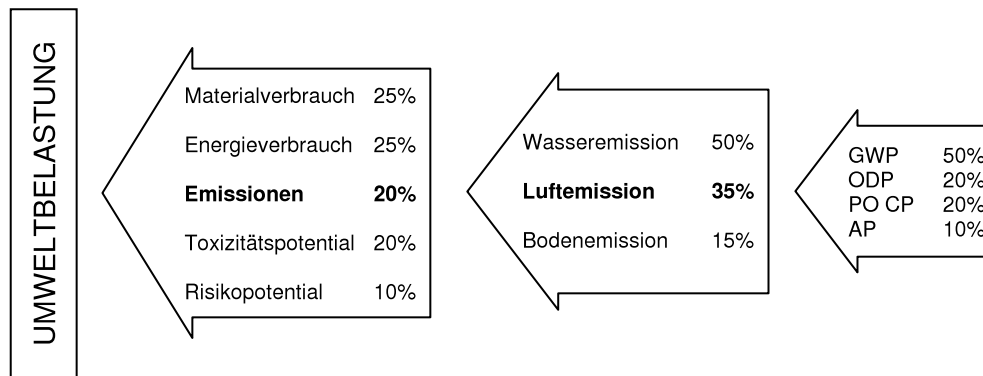 UMWELTBELASTUNG
Materialverbrauch 25%
Energieverbrauch 25%
Emissionen 20%
Toxizitätspotential 20%
Risikopotential 10%
Wasseremission 50%
Luftemission 35%
Bodenemission 15%
GWP 50%
ODP 20%
PO CP 20%
AP 10%